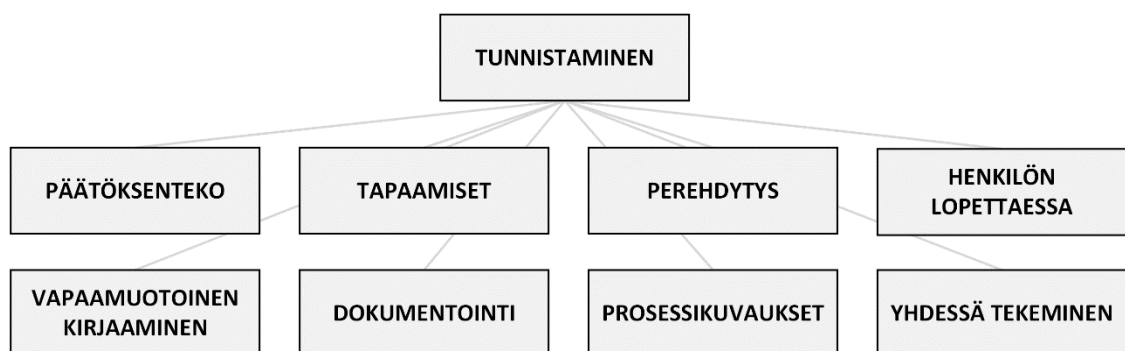 TUNNISTAMINEN
PÄÄTÖKSENTEKO
TAPAAMISET
PEREHDYTYS
HENKILÖN
LOPETTAESSA
VAPAAMUOTOINEN
KIRJAAMINEN
DOKUMENTOINTI
PROSESSIKUVAUKSET
YHDESSÄ TEKEMINEN